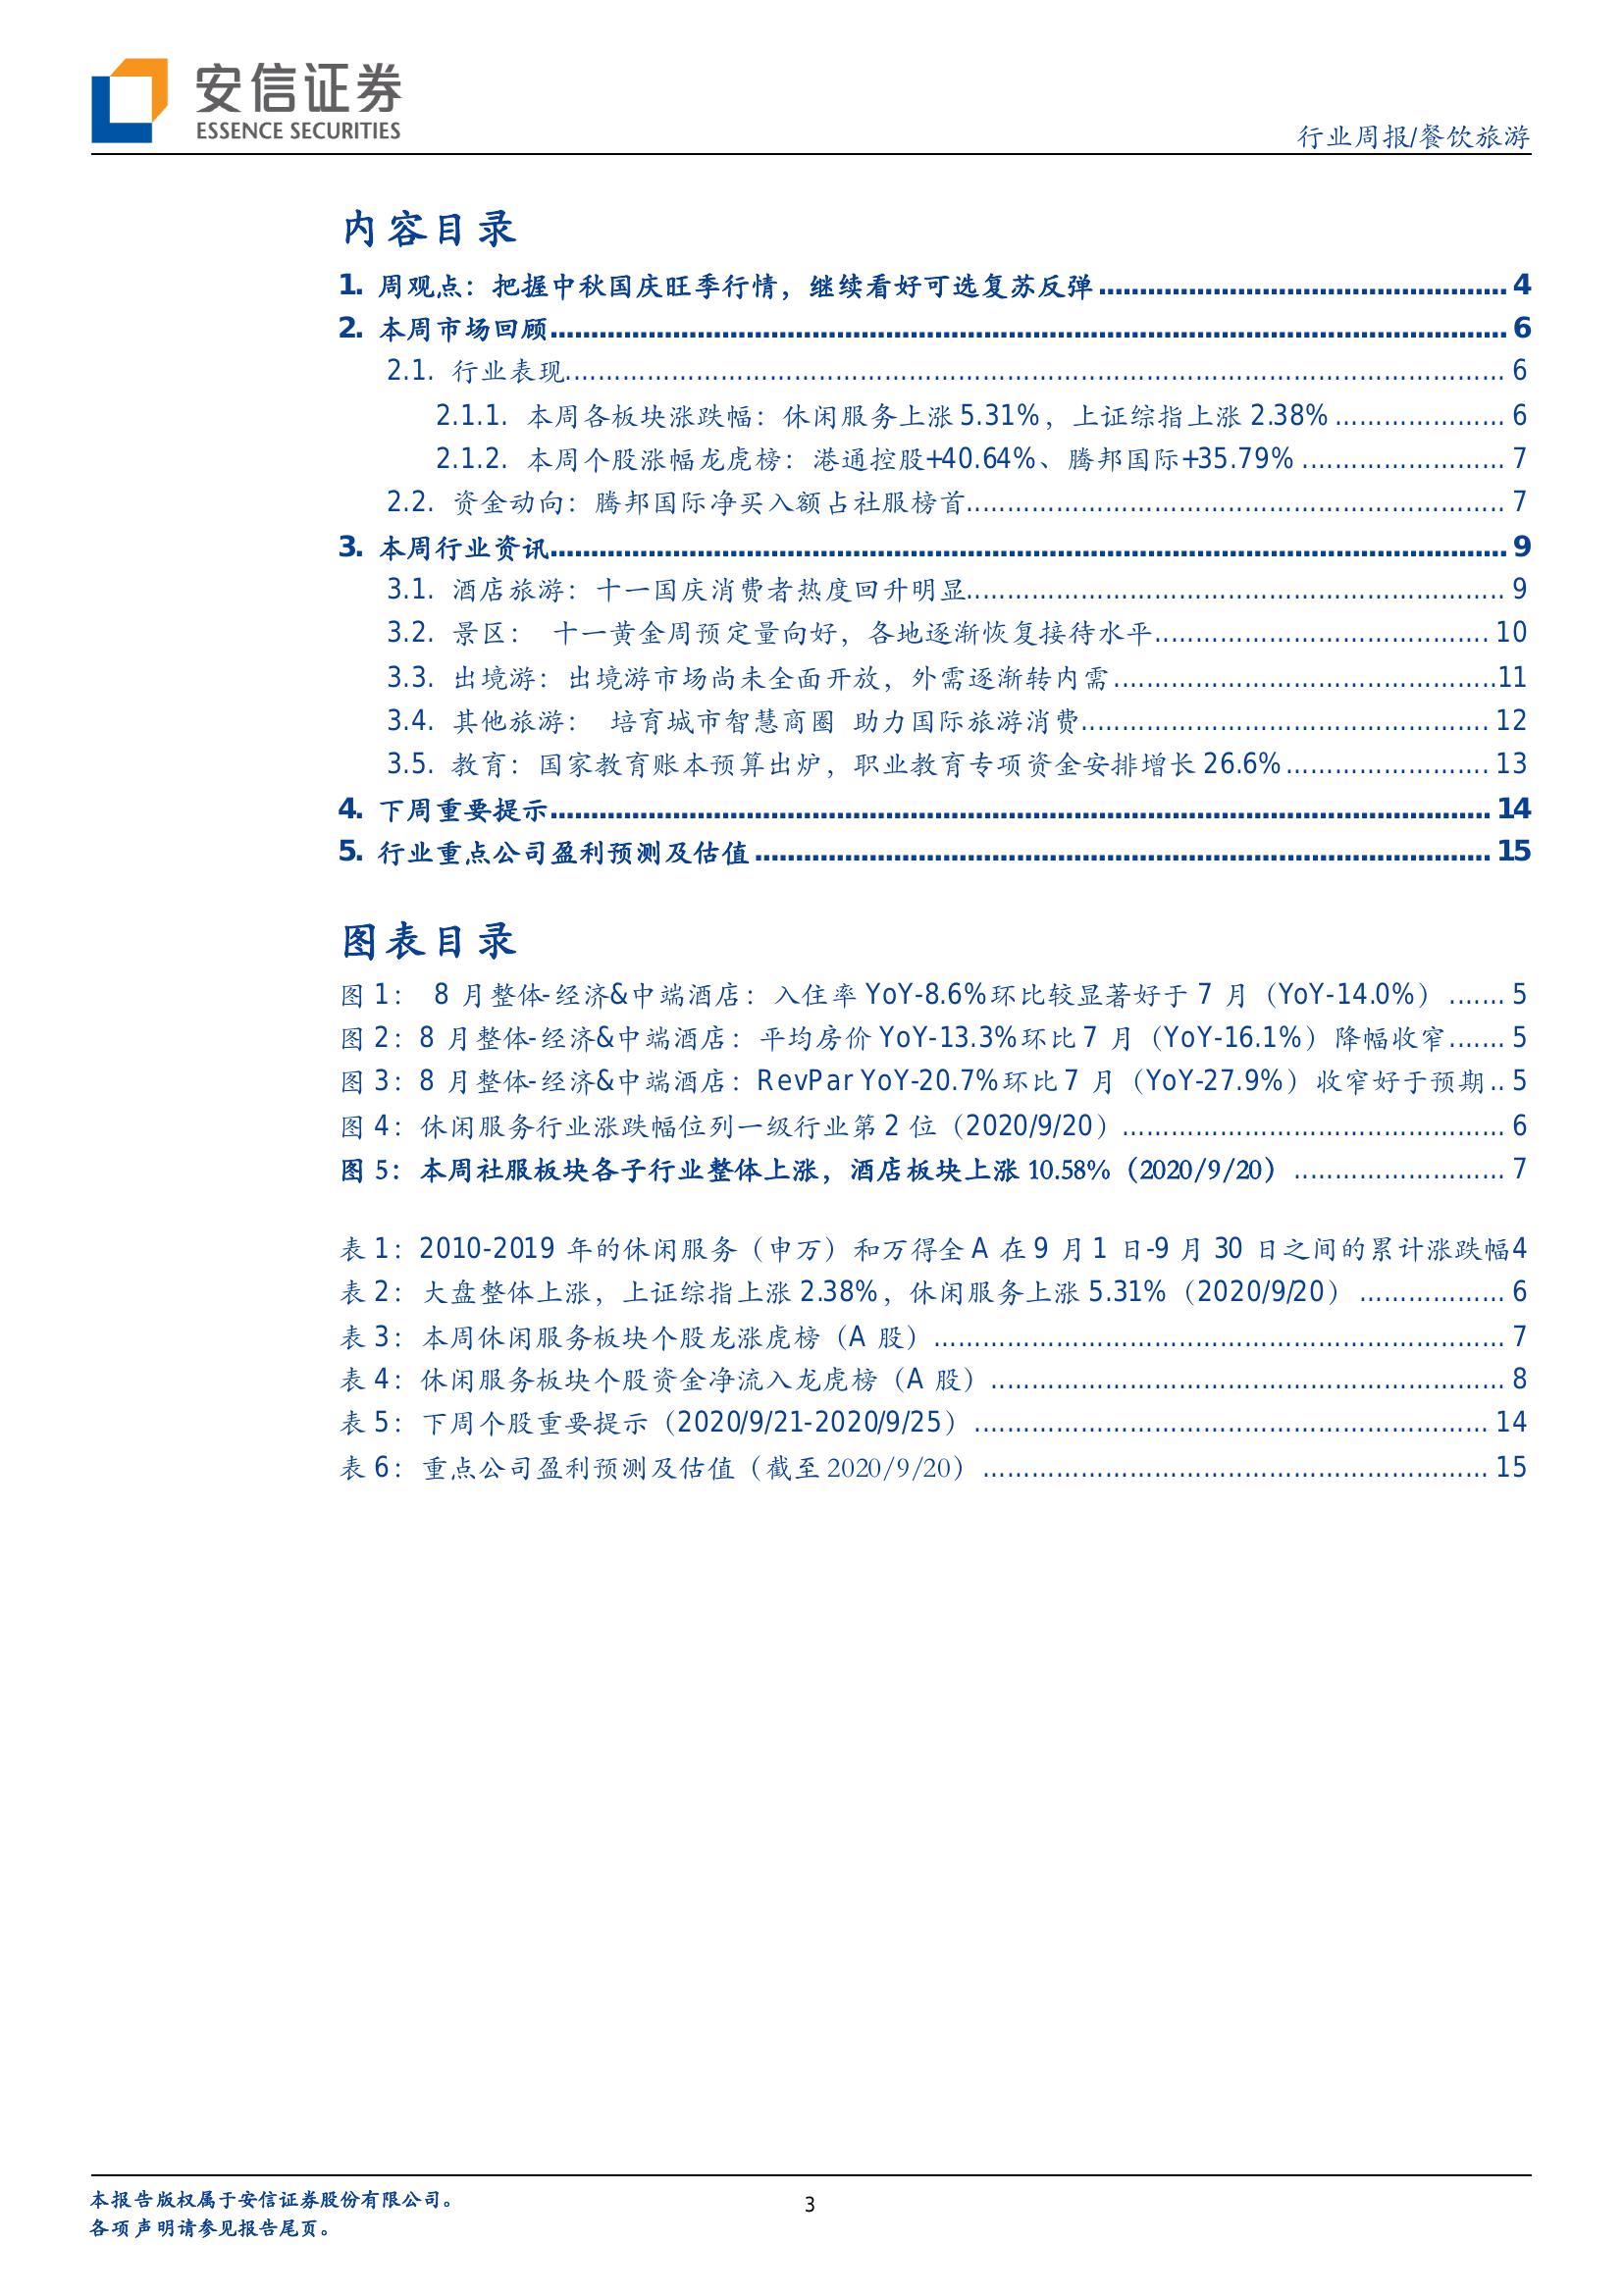 安信证券
ESSENCE SECURITIES
行业周报/餐饮旅游
内容目录
1. 周观点：把握中秋国庆旺季行情，继续看好可选复苏反弹 4
2. 本周市场回顾 6
2.1. 行业表现 6
2.1.1. 本周各板块涨跌幅：休闲服务上涨 5.31%，上证综指上涨 2.38% 6
2.1.2. 本周个股涨幅龙虎榜：港通控股+40.64%、腾邦国际+35.79% 7
2.2. 资金动向：腾邦国际净买入额占社服榜首 7
3. 本周行业资讯 9
3.1. 酒店旅游：十一国庆消费者热度回升明显 9
3.2. 景区： 十一黄金周预定量向好，各地逐渐恢复接待水平 10
3.3. 出境游：出境游市场尚未全面开放，外需逐渐转内需 11
3.4. 其他旅游： 培育城市智慧商圈 助力国际旅游消费 12
3.5. 教育：国家教育账本预算出炉，职业教育专项资金安排增长 26.6% 13
4. 下周重要提示 14
5. 行业重点公司盈利预测及估值 15
图表目录
图 1： 8 月整体-经济&中端酒店：入住率 YoY-8.6%环比较显著好于 7 月（YoY-14.0%） 5
图 2：8 月整体-经济&中端酒店：平均房价 YoY-13.3%环比 7 月（YoY-16.1%）降幅收窄 5
图 3：8 月整体-经济&中端酒店：RevPar YoY-20.7%环比 7 月（YoY-27.9%）收窄好于预期 5
图 4：休闲服务行业涨跌幅位列一级行业第 2 位（2020/9/20） 6
图 5：本周社服板块各子行业整体上涨，酒店板块上涨 10.58%（2020/9/20） 7
表 1：2010-2019 年的休闲服务（申万）和万得全 A 在 9 月 1 日-9 月 30 日之间的累计涨跌幅4
表 2：大盘整体上涨，上证综指上涨 2.38%，休闲服务上涨 5.31%（2020/9/20） 6
表 3：本周休闲服务板块个股龙涨虎榜（A 股） 7
表 4：休闲服务板块个股资金净流入龙虎榜（A 股） 8
表 5：下周个股重要提示（2020/9/21-2020/9/25） 14
表 6：重点公司盈利预测及估值（截至 2020/9/20） 15
本报告版权属于安信证券股份有限公司。
3
各项声明请参见报告尾页。